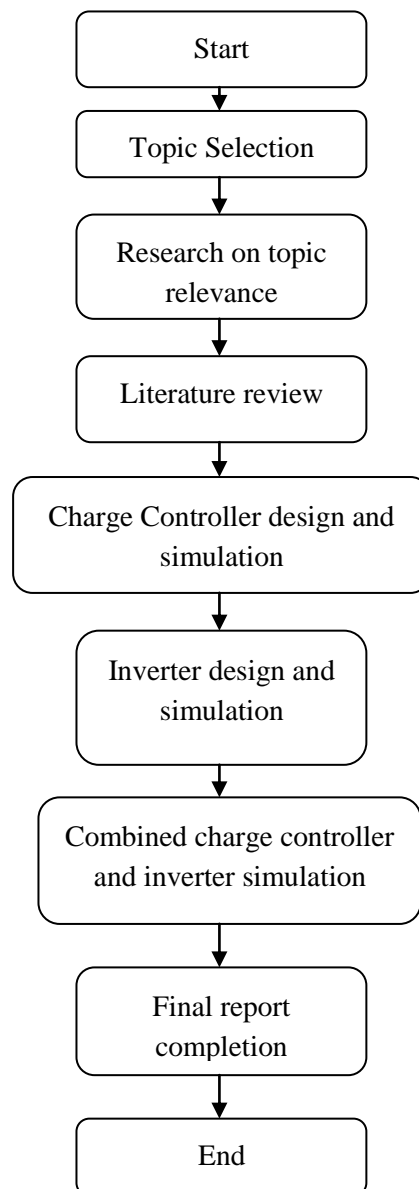 Start
Topic Selection
Research on topic
relevance
Literature review
Charge Controller design and
simulation
Inverter design and
simulation
Combined charge controller
and inverter simulation
Final report
completion
End